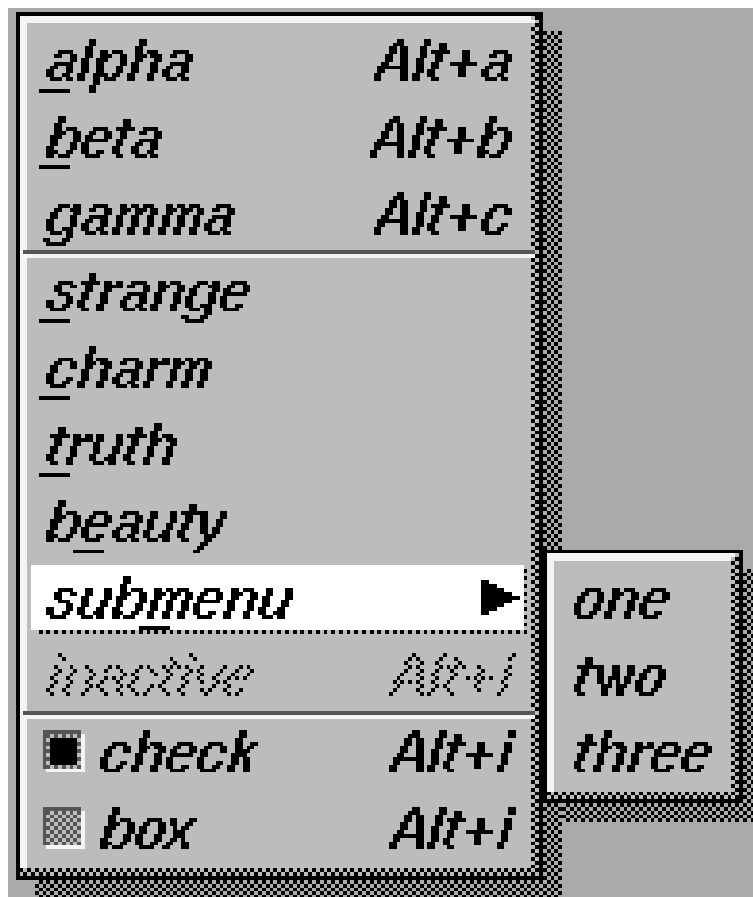 alpha Alt+a
beta Alt+b
gamma Alt+c
strange
charm
truth
beauty
submenu
inactive Alt+i
check Alt+i
box Alt+i
one
two
three